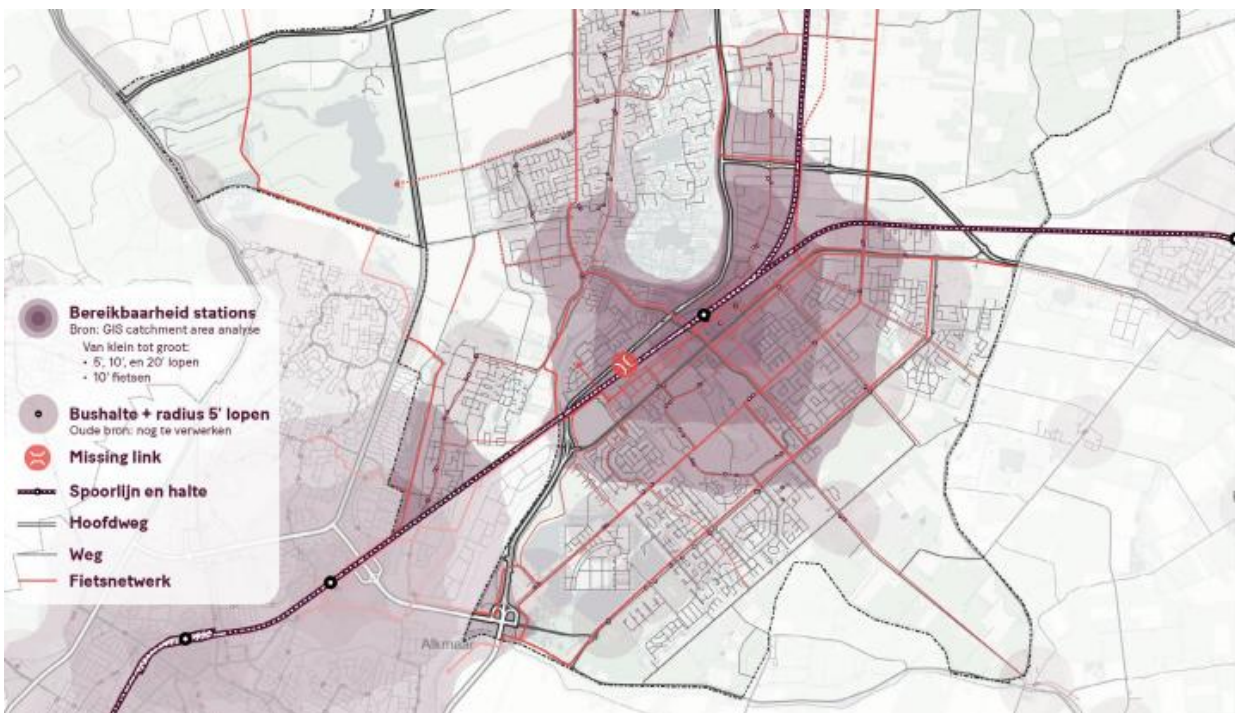 Bereikbaarheid stations
Bron: GIS catchment area analyse
Van klein tot groot:
• 5', 10', en 20' lopen
• 10' fietsen
Bushalte + radius 5' lopen
Oude bron: nog te verwerken
Missing link
Spoorlijn en halte
Hoofdweg
Weg
Fietsnetwerk
Alkmaar